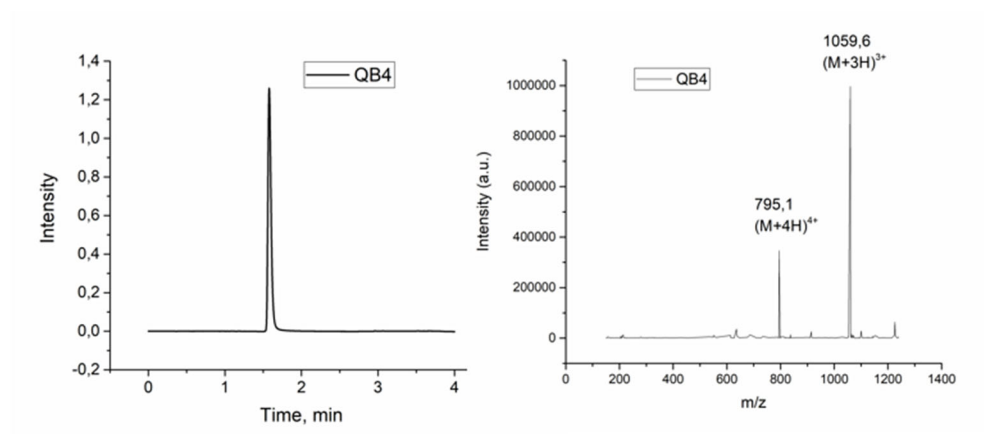 QB4
Intensity
1,4
1,2
1,0
0,8
0,6
0,4
0,2
0,0
-0,2
0 1 2 3 4
Time, min
1059,6
(M+3H)3+
QB4
795,1
(M+4H)4+
Intensity (a.u.)
1000000
800000
600000
400000
200000
0
0 200 400 600 800 1000 1200 1400
m/z